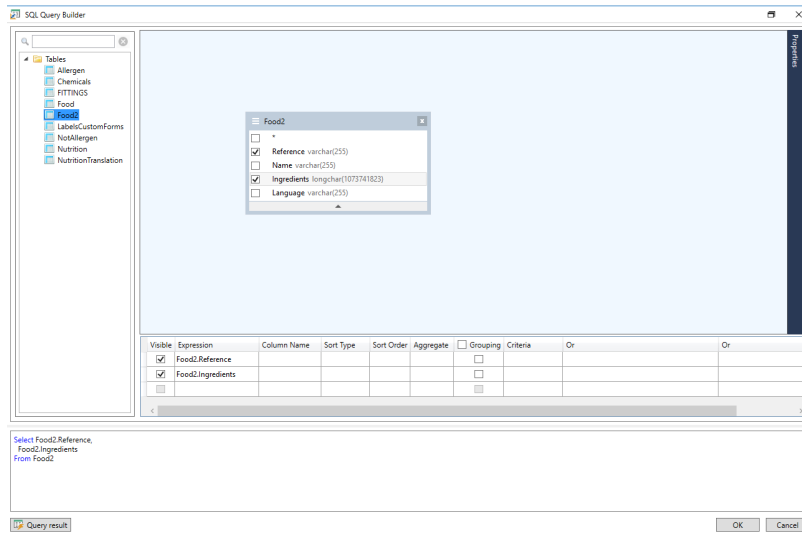 SQL Query Builder
Tables
Allergen
Chemicals
FITTINGS
Food
Food2
LabelsCustomForms
NotAllergen
Nutrition
NutritionTranslation
Food2
*
Reference varchar(255)
Name varchar(255)
Ingredients longchar(1073741823)
Language varchar(255)
Properties
Visible Expression Column Name Sort Type Sort Order Aggregate Grouping Criteria Or Or
Food2.Reference
Food2.Ingredients
Select Food2.Reference,
Food2.Ingredients
From Food2
Query result OK Cancel